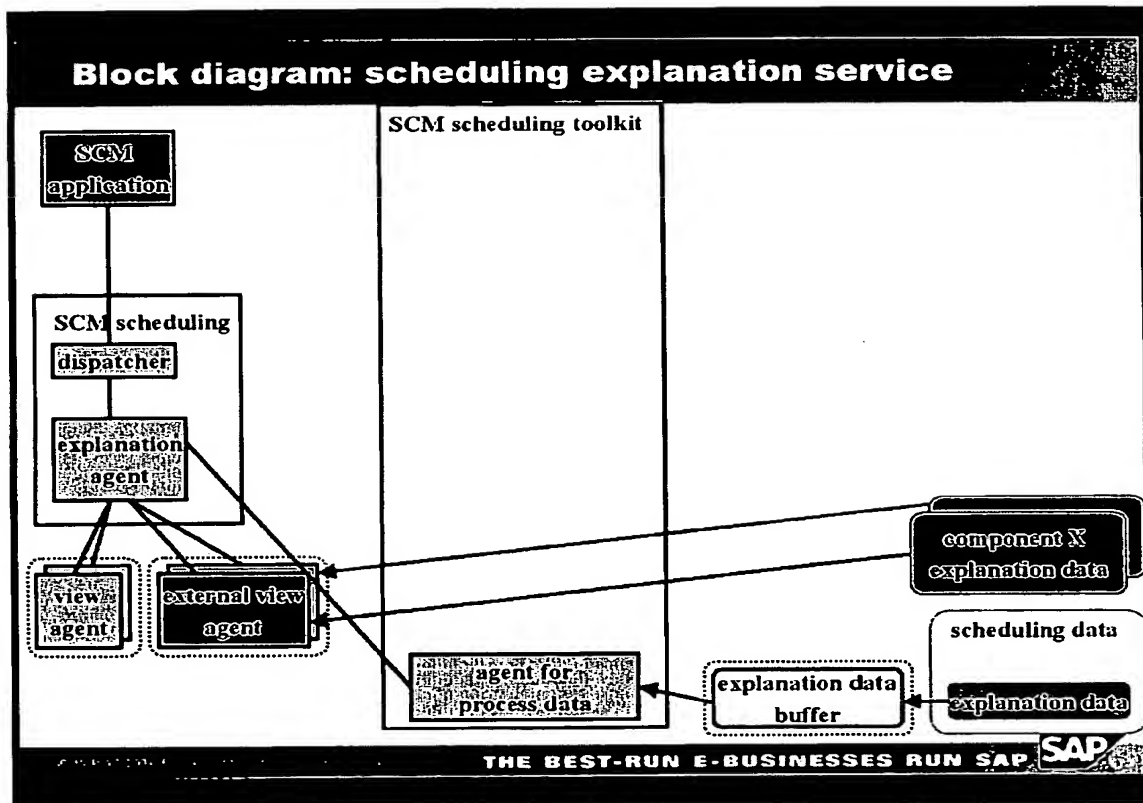 Block diagram: scheduling explanation service
SCM scheduling toolkit
SCM
application
SCM scheduling
dispatcher
explanation
agent
view
agent
external view
agent
component X
explanation data
scheduling data
explanation data
agent for
process data
explanation data
buffer
THE BEST-RUN E-BUSINESSES RUN SAP
SAP